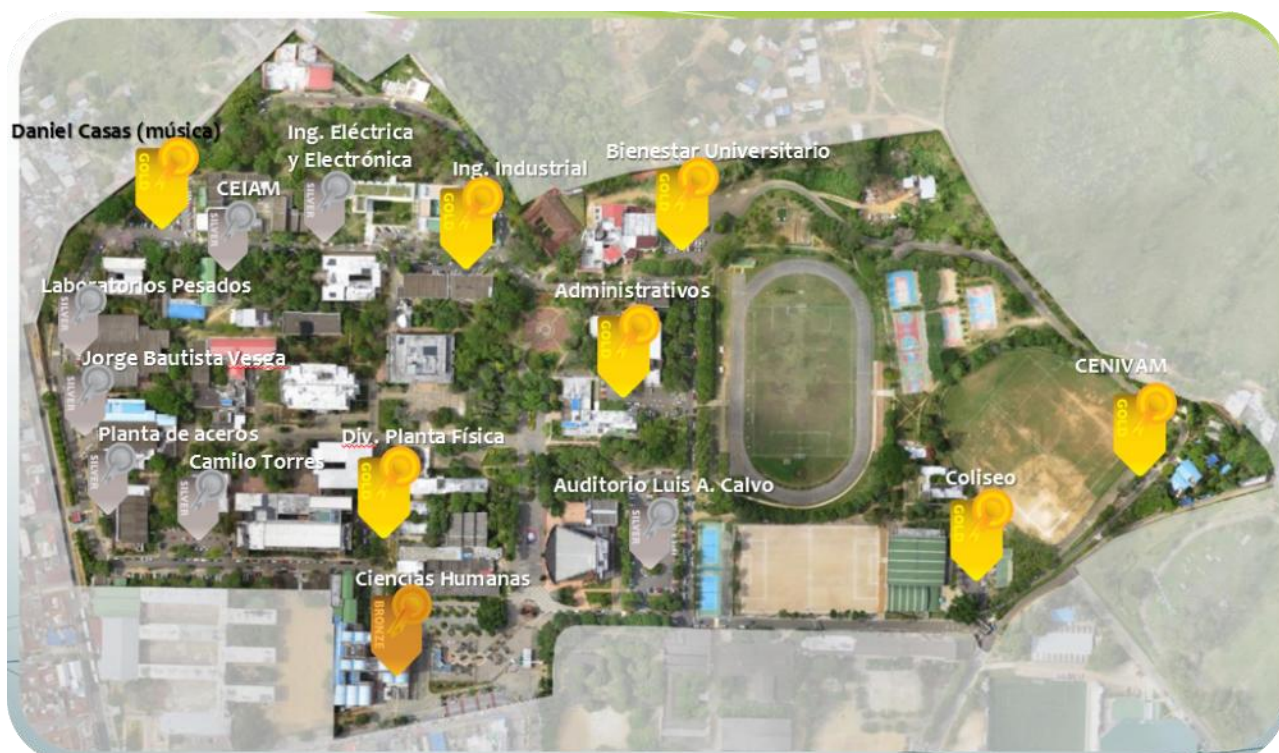 Daniel Casas (música)
GOLD
Ing. Eléctrica
y Electrónica
SILVER
CEIAM
SILVER
Ing. Industrial
GOLD
Bienestar Universitario
GOLD
Laboratorios Pesados
SILVER
Administrativos
GOLD
Jorge Bautista Vesga
SILVER
CENIVAM
GOLD
Planta de aceros
SILVER
Camilo Torres
SILVER
Div. Planta Física
GOLD
Auditorio Luis A. Calvo
SILVER
Coliseo
GOLD
Ciencias Humanas
BRONZE